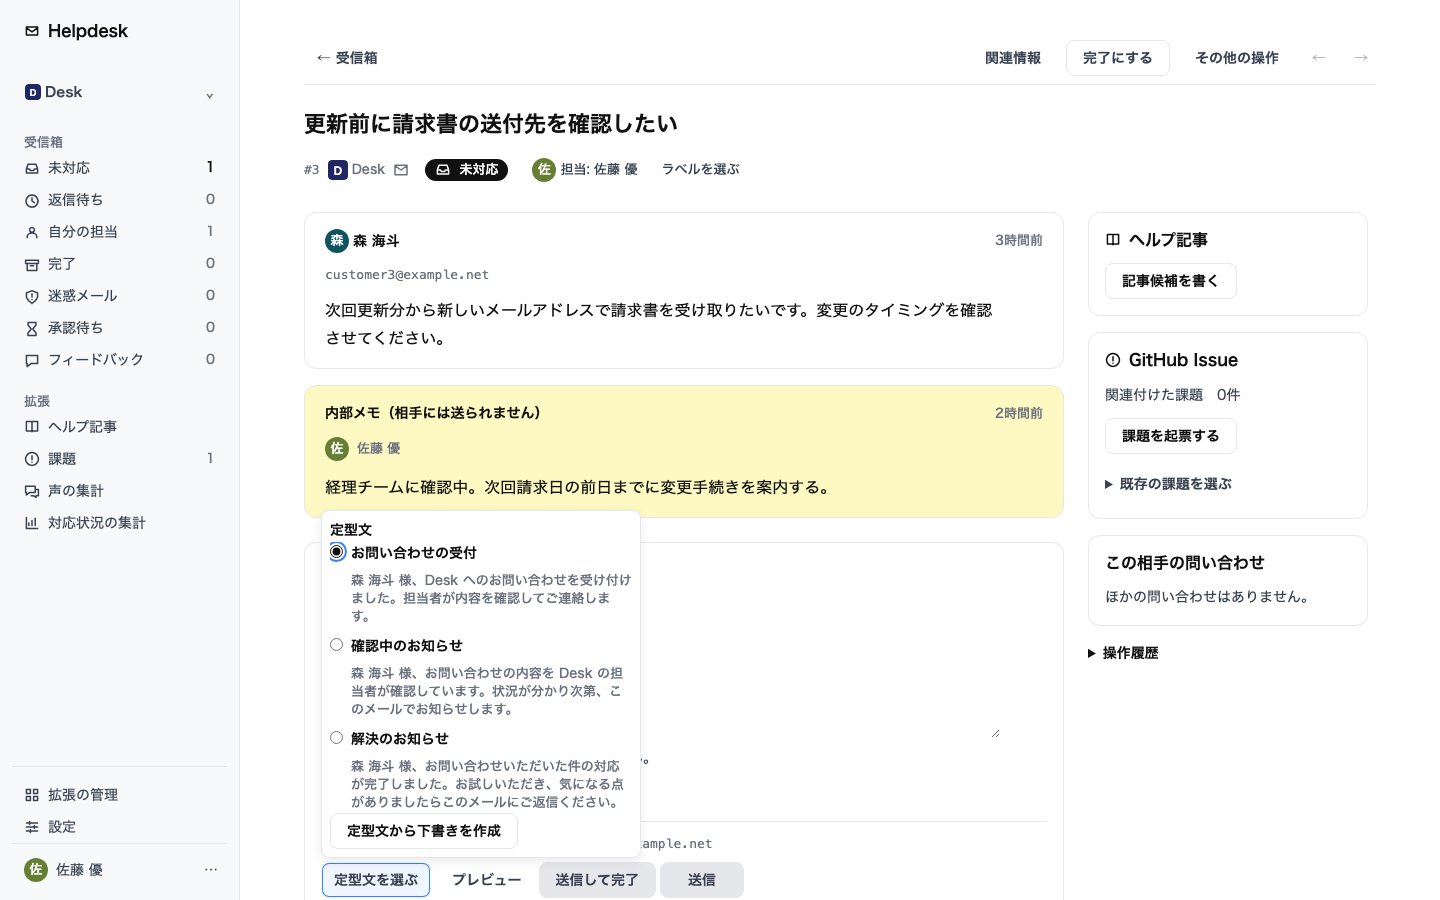 Helpdesk
D Desk
受信箱
未対応 1
返信待ち 0
自分の担当 1
完了 0
迷惑メール 0
承認待ち 0
フィードバック 0
拡張
ヘルプ記事
課題 1
声の集計
対応状況の集計
拡張の管理
設定
佐 佐藤 優 …
← 受信箱 関連情報 完了にする その他の操作 ← →
更新前に請求書の送付先を確認したい
#3 D Desk 未対応 佐 担当: 佐藤 優 ラベルを選ぶ
森 森 海斗 3時間前
customer3@example.net
次回更新分から新しいメールアドレスで請求書を受け取りたいです。変更のタイミングを確認
させてください。
内部メモ（相手には送られません） 2時間前
佐 佐藤 優
経理チームに確認中。次回請求日の前日までに変更手続きを案内する。
定型文
お問い合わせの受付
森 海斗 様、Desk へのお問い合わせを受け付け
ました。担当者が内容を確認してご連絡しま
す。
確認中のお知らせ
森 海斗 様、お問い合わせの内容を Desk の担
当者が確認しています。状況が分かり次第、こ
のメールでお知らせします。
解決のお知らせ
森 海斗 様、お問い合わせいただいた件の対応
が完了しました。お試しいただき、気になる点
がありましたらこのメールにご返信ください。
定型文から下書きを作成
。
ample.net
定型文を選ぶ プレビュー 送信して完了 送信
ヘルプ記事
記事候補を書く
GitHub Issue
関連付けた課題 0件
課題を起票する
▶ 既存の課題を選ぶ
この相手の問い合わせ
ほかの問い合わせはありません。
▶ 操作履歴